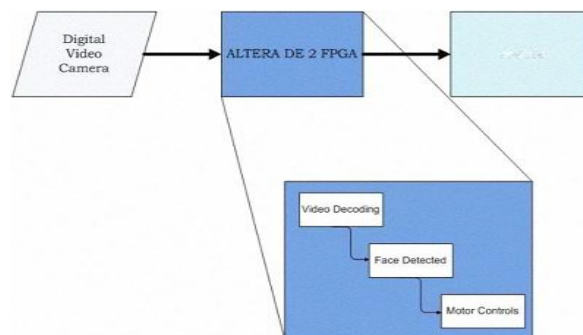 Digital
Video
Camera
ALTERA DE 2 FPGA
Video Decoding
Face Detected
Motor Controls